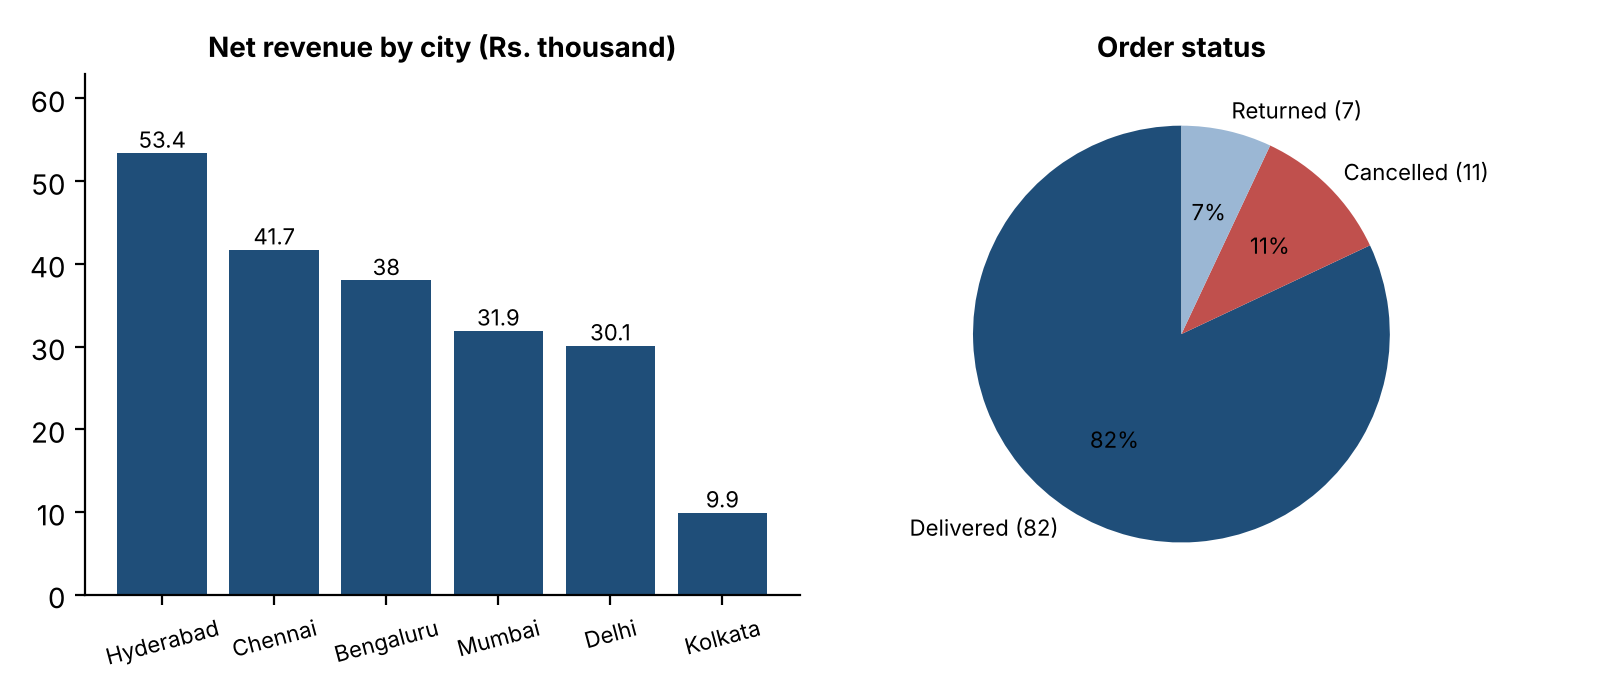 Net revenue by city (Rs. thousand)
60
50
40
30
20
10
0
53.4
41.7
38
31.9
30.1
9.9
Hyderabad
Chennai
Bengaluru
Mumbai
Delhi
Kolkata
Order status
Returned (7)
Cancelled (11)
7%
11%
82%
Delivered (82)